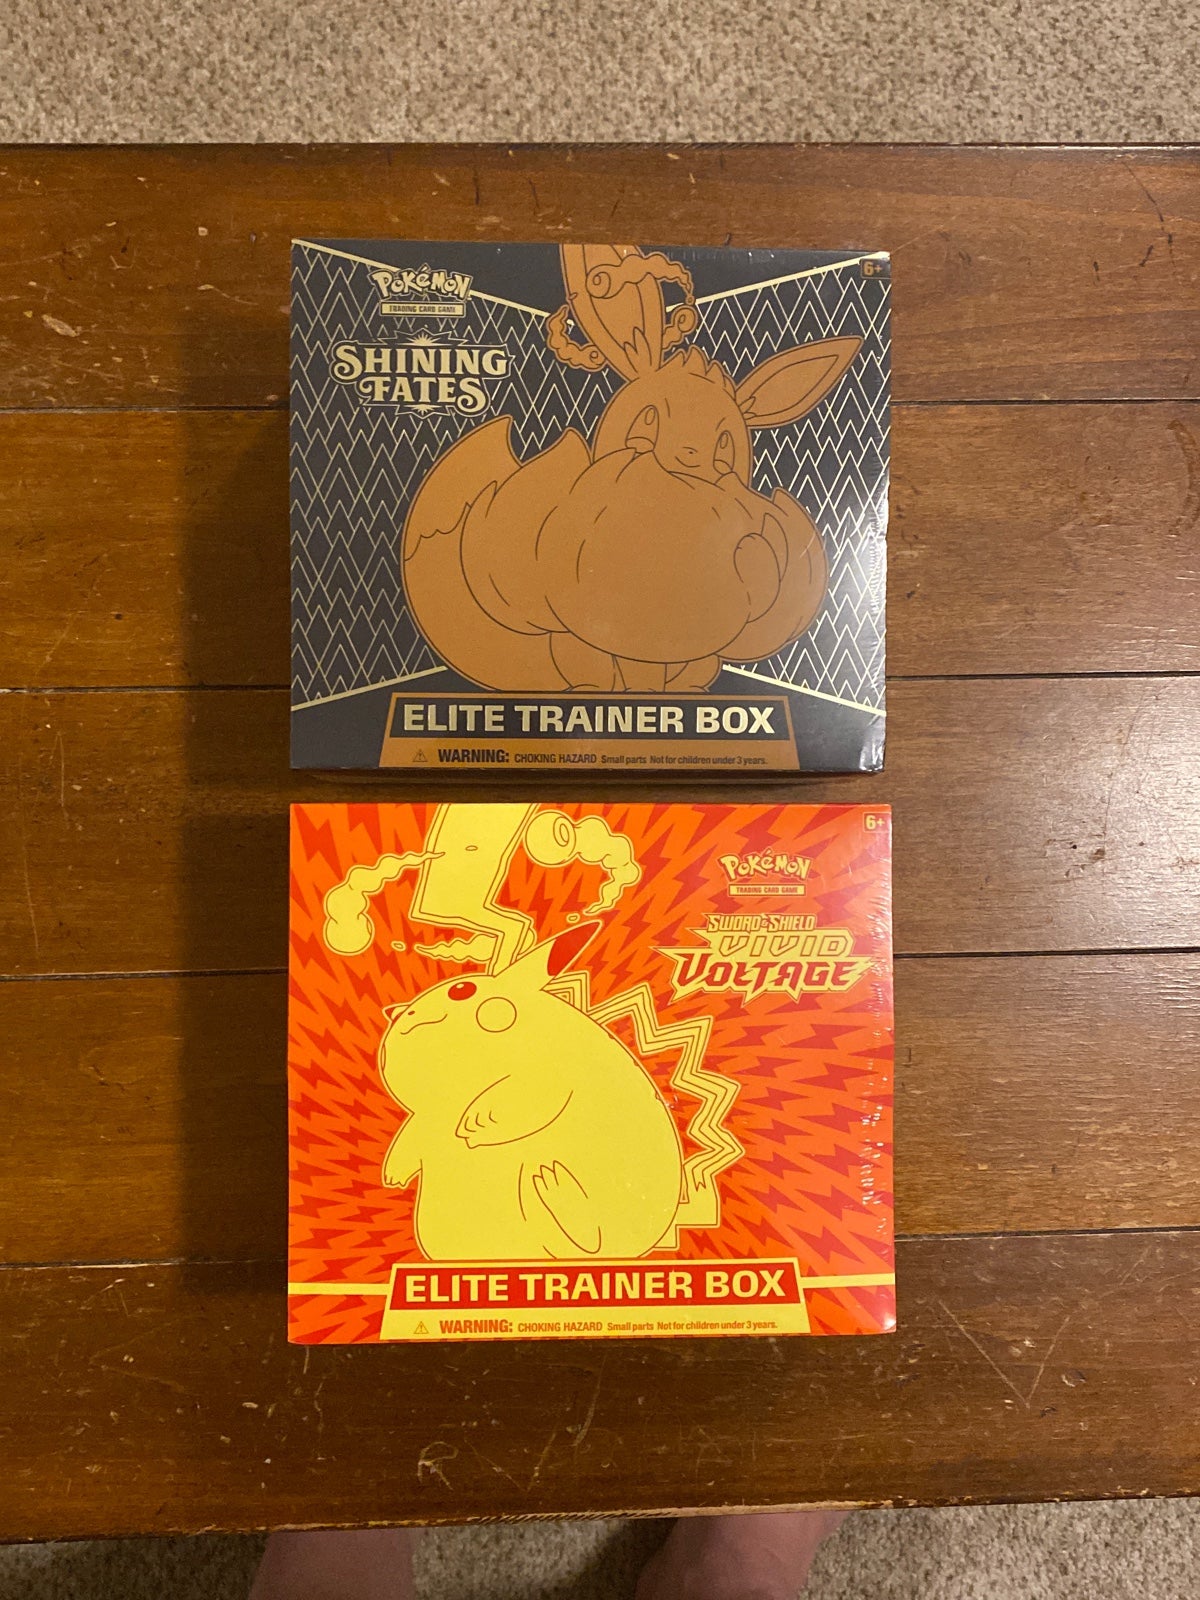 6+
Pokémon
TRADING CARD GAME
SHINING
FATES
ELITE TRAINER BOX
⚠ WARNING: CHOKING HAZARD Small parts Not for children under 3 years.
6+
Pokémon
TRADING CARD GAME
SWORD & SHIELD
VIVID
VOLTAGE
ELITE TRAINER BOX
⚠ WARNING: CHOKING HAZARD Small parts Not for children under 3 years.